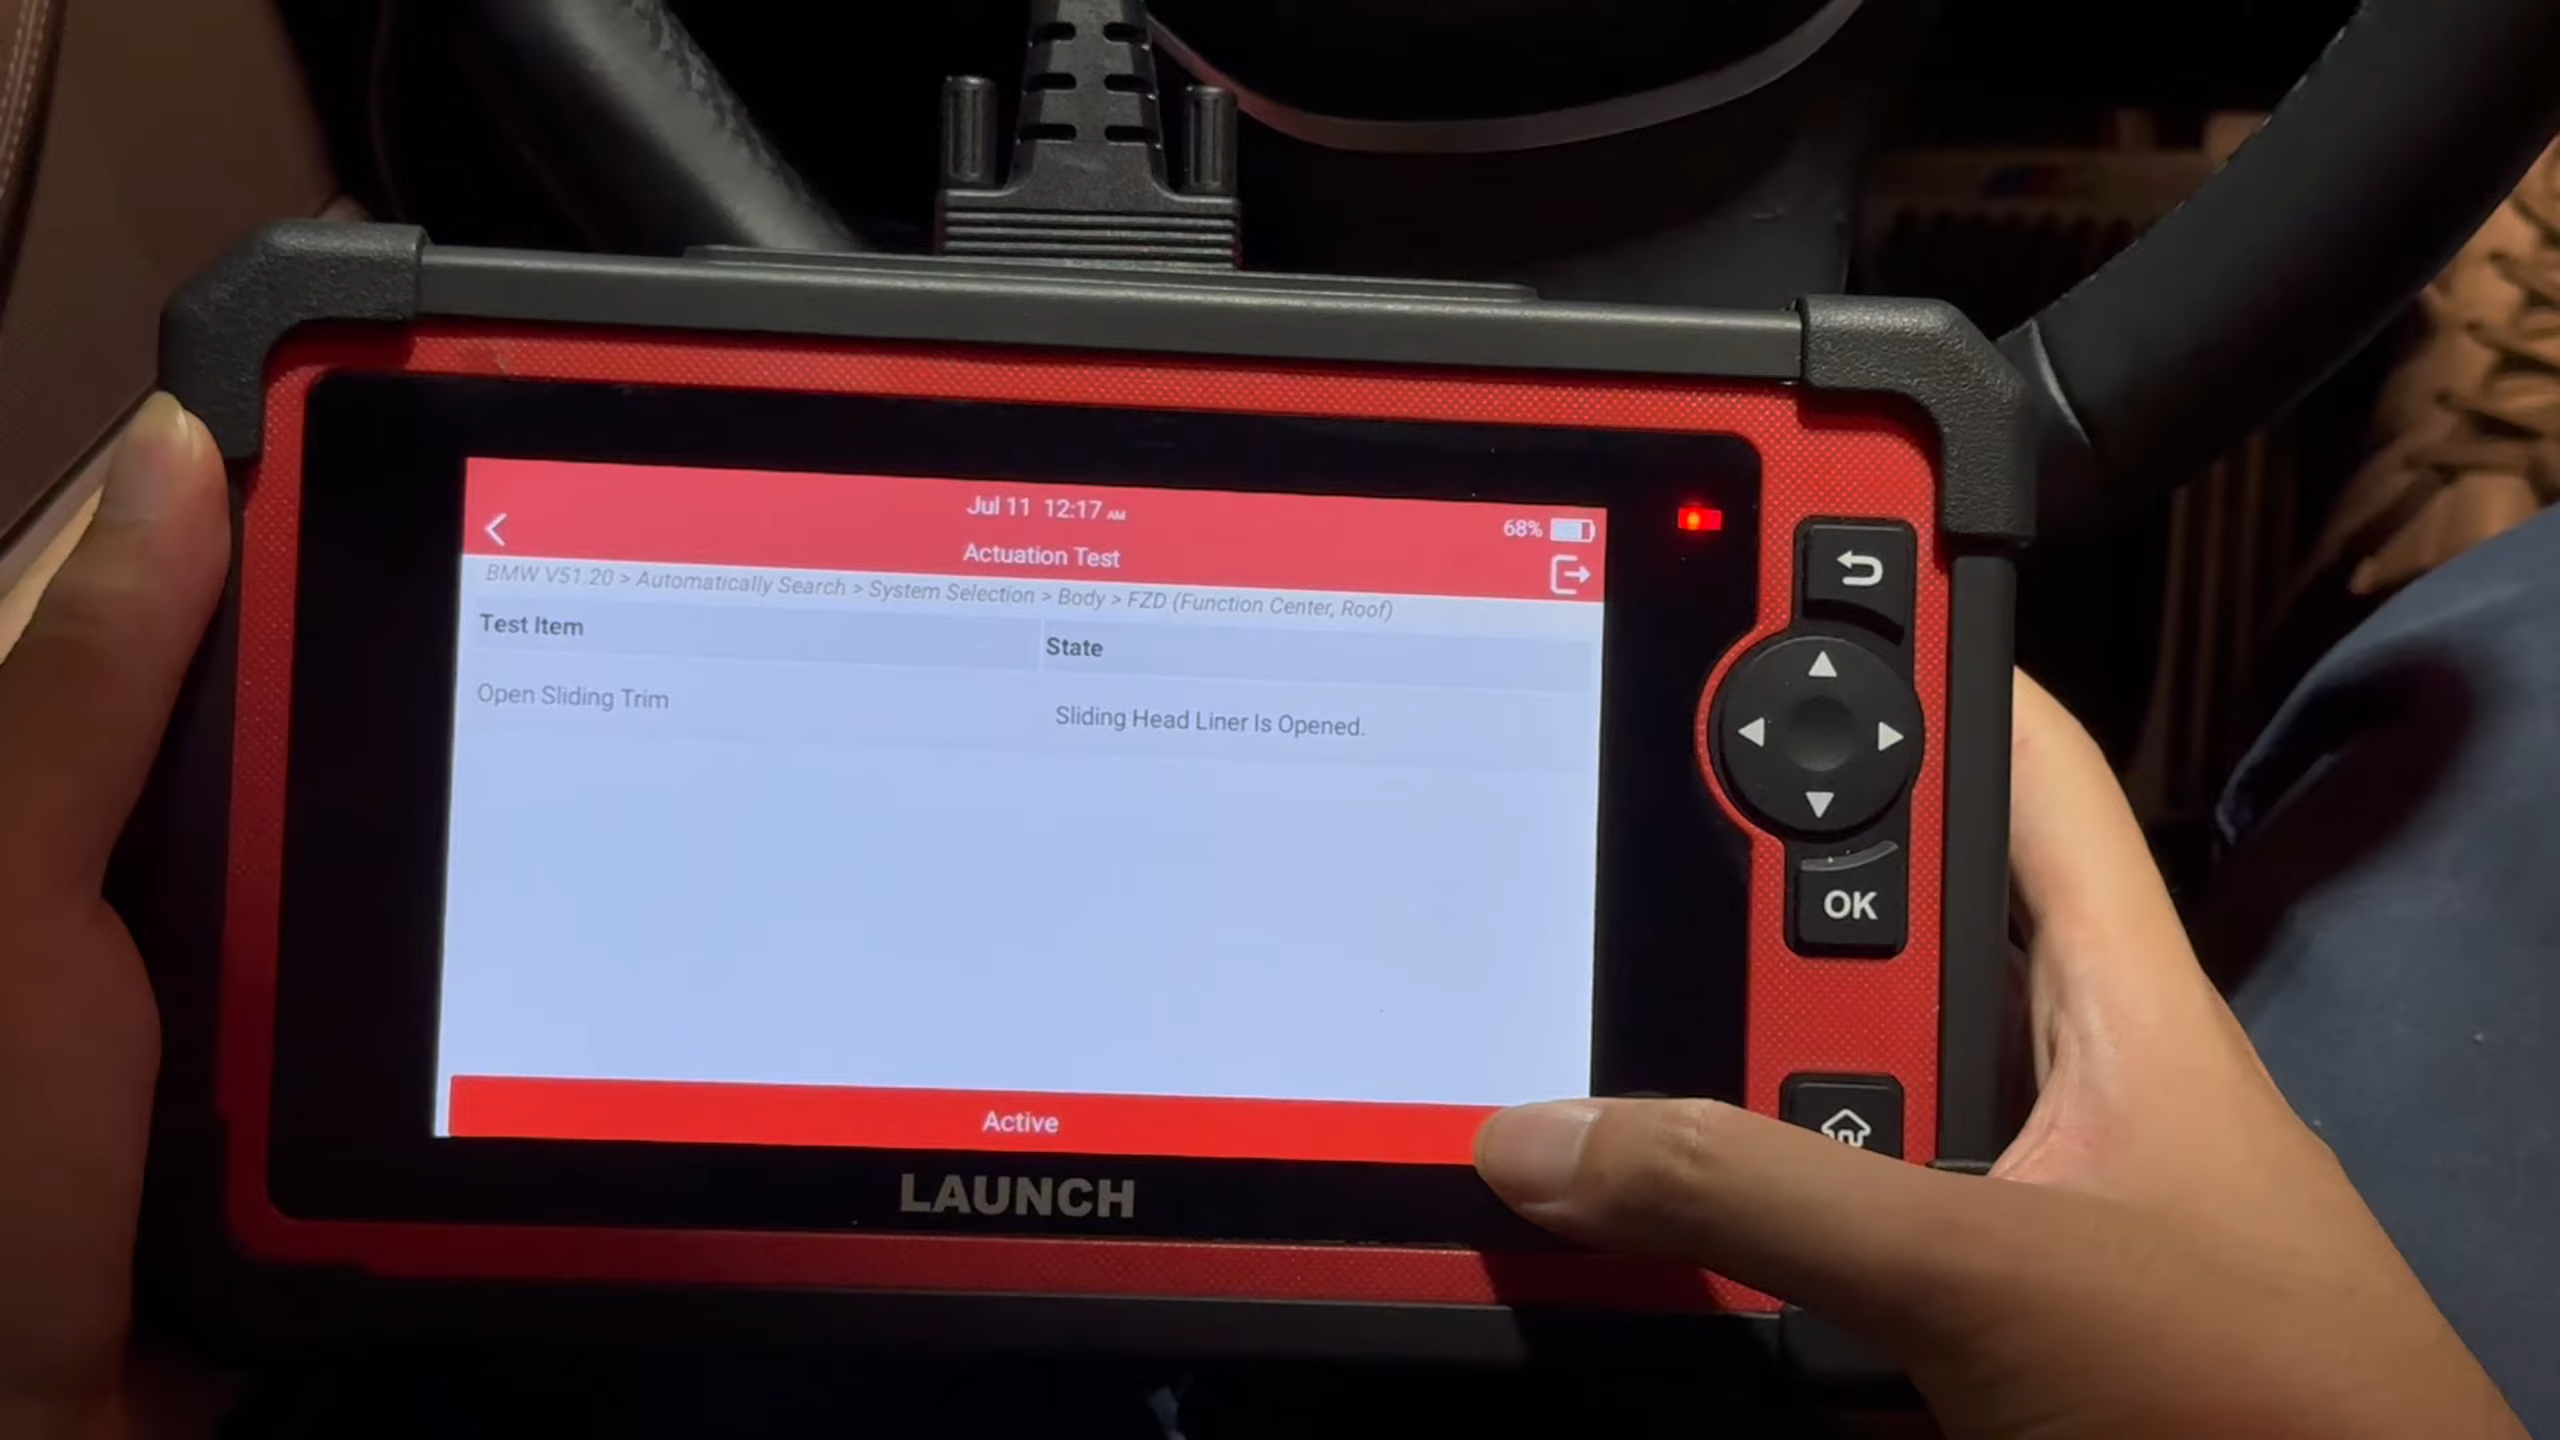 Jul 11 12:17 AM
68%
Actuation Test
BMW V51.20 > Automatically Search > System Selection > Body > FZD (Function Center, Roof)
Test Item
State
Open Sliding Trim
Sliding Head Liner Is Opened.
Active
LAUNCH
OK